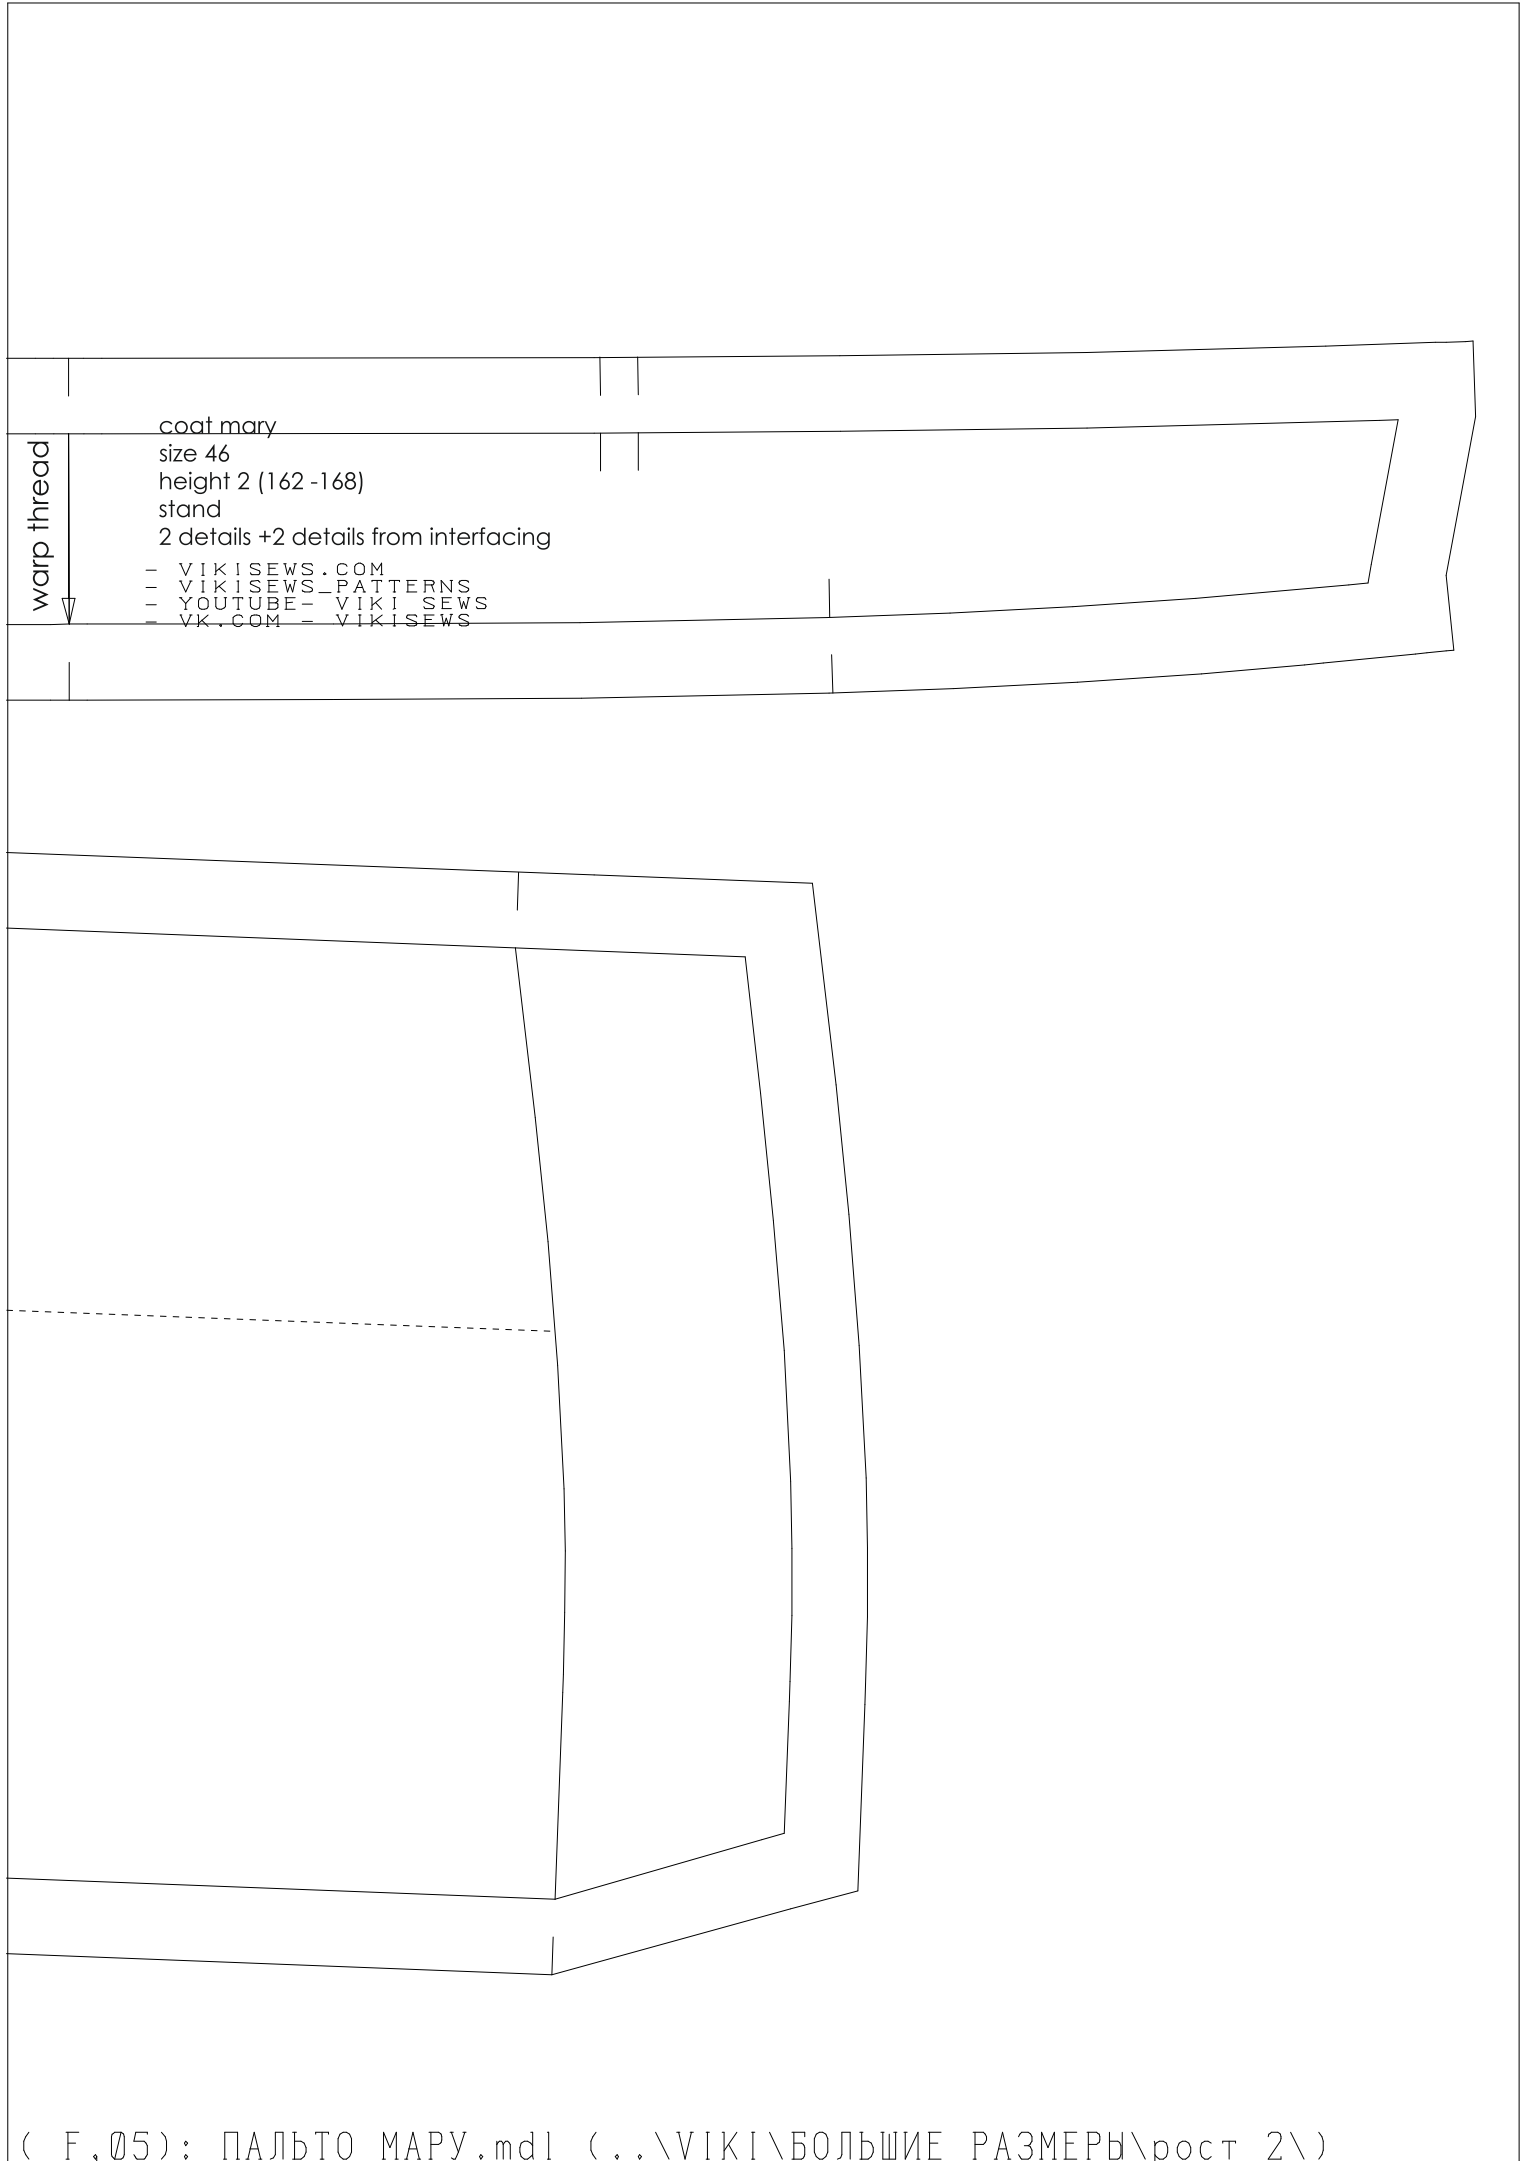 coat mary
size 46
height 2 (162 -168)
stand
2 details +2 details from interfacing
warp thread
- VIKISEWS.COM
- VIKISEWS_PATTERNS
- YOUTUBE- VIKI SEWS
- VK.COM - VIKISEWS
( F.05): ПАЛЬТО МАРУ.mdl (..\VIKI\БОЛЬШИЕ РАЗМЕРЫ\рост 2\)